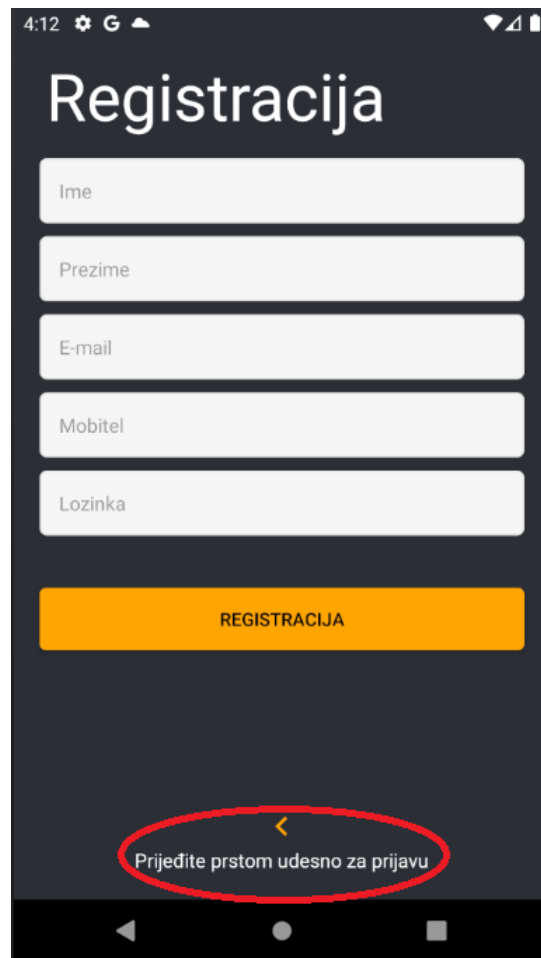 4:12 G
Registracija
Ime
Prezime
E-mail
Mobitel
Lozinka
REGISTRACIJA
Prijeđite prstom udesno za prijavu